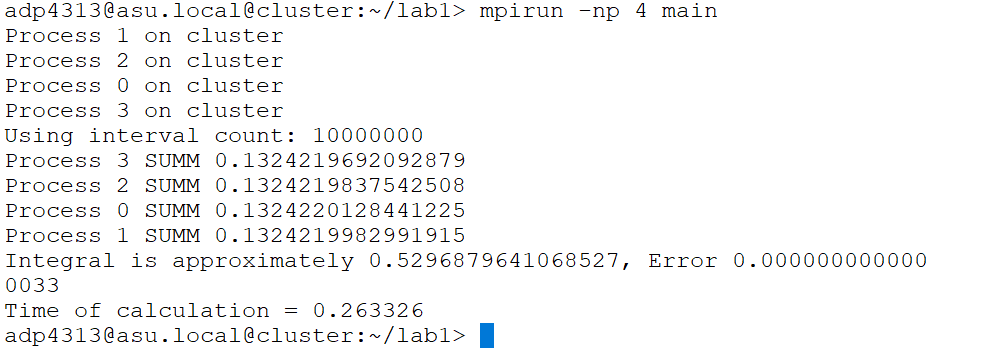 adp4313@asu.local@cluster:~/lab1> mpirun -np 4 main
Process 1 on cluster
Process 2 on cluster
Process 0 on cluster
Process 3 on cluster
Using interval count: 10000000
Process 3 SUMM 0.1324219692092879
Process 2 SUMM 0.1324219837542508
Process 0 SUMM 0.1324220128441225
Process 1 SUMM 0.1324219982991915
Integral is approximately 0.5296879641068527, Error 0.000000000000
0033
Time of calculation = 0.263326
adp4313@asu.local@cluster:~/lab1>